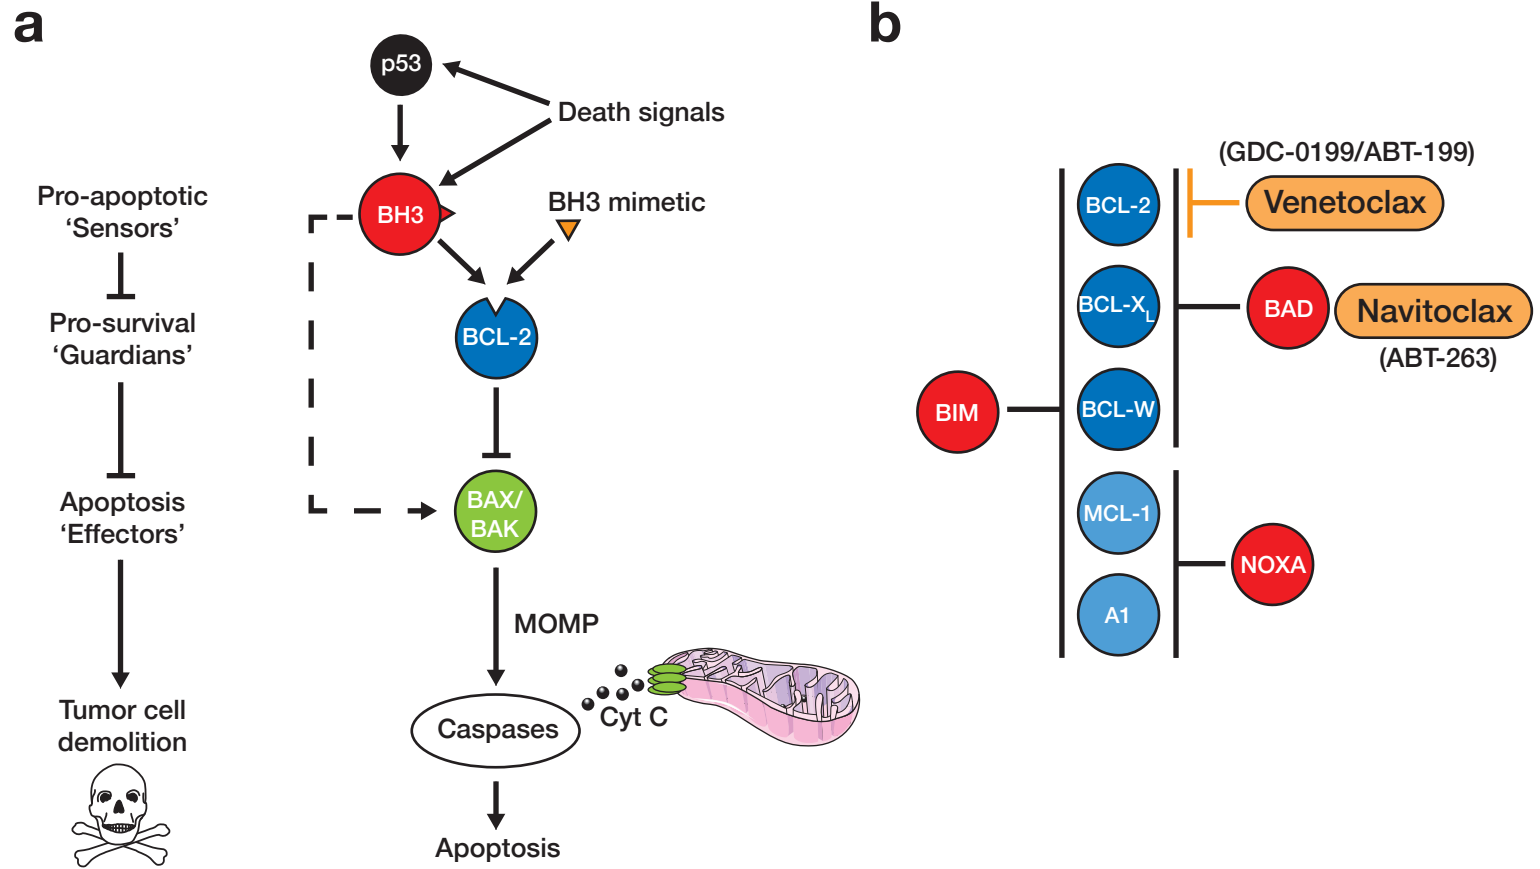 a
p53
Death signals
Pro-apoptotic
‘Sensors’
BH3
BH3 mimetic
Pro-survival
‘Guardians’
BCL-2
Apoptosis
‘Effectors’
BAX/
BAK
MOMP
Tumor cell
demolition
Caspases
Cyt C
Apoptosis
b
(GDC-0199/ABT-199)
BCL-2
Venetoclax
BCL-XL
BAD
Navitoclax
(ABT-263)
BIM
BCL-W
MCL-1
NOXA
A1